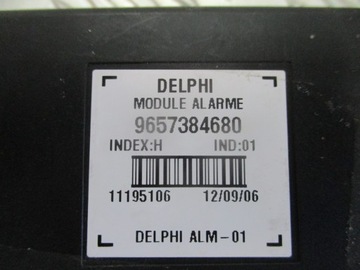 DELPHI
MODULE ALARME
9657384680
INDEX:H IND:01
11195106 12/09/06
DELPHI ALM-01